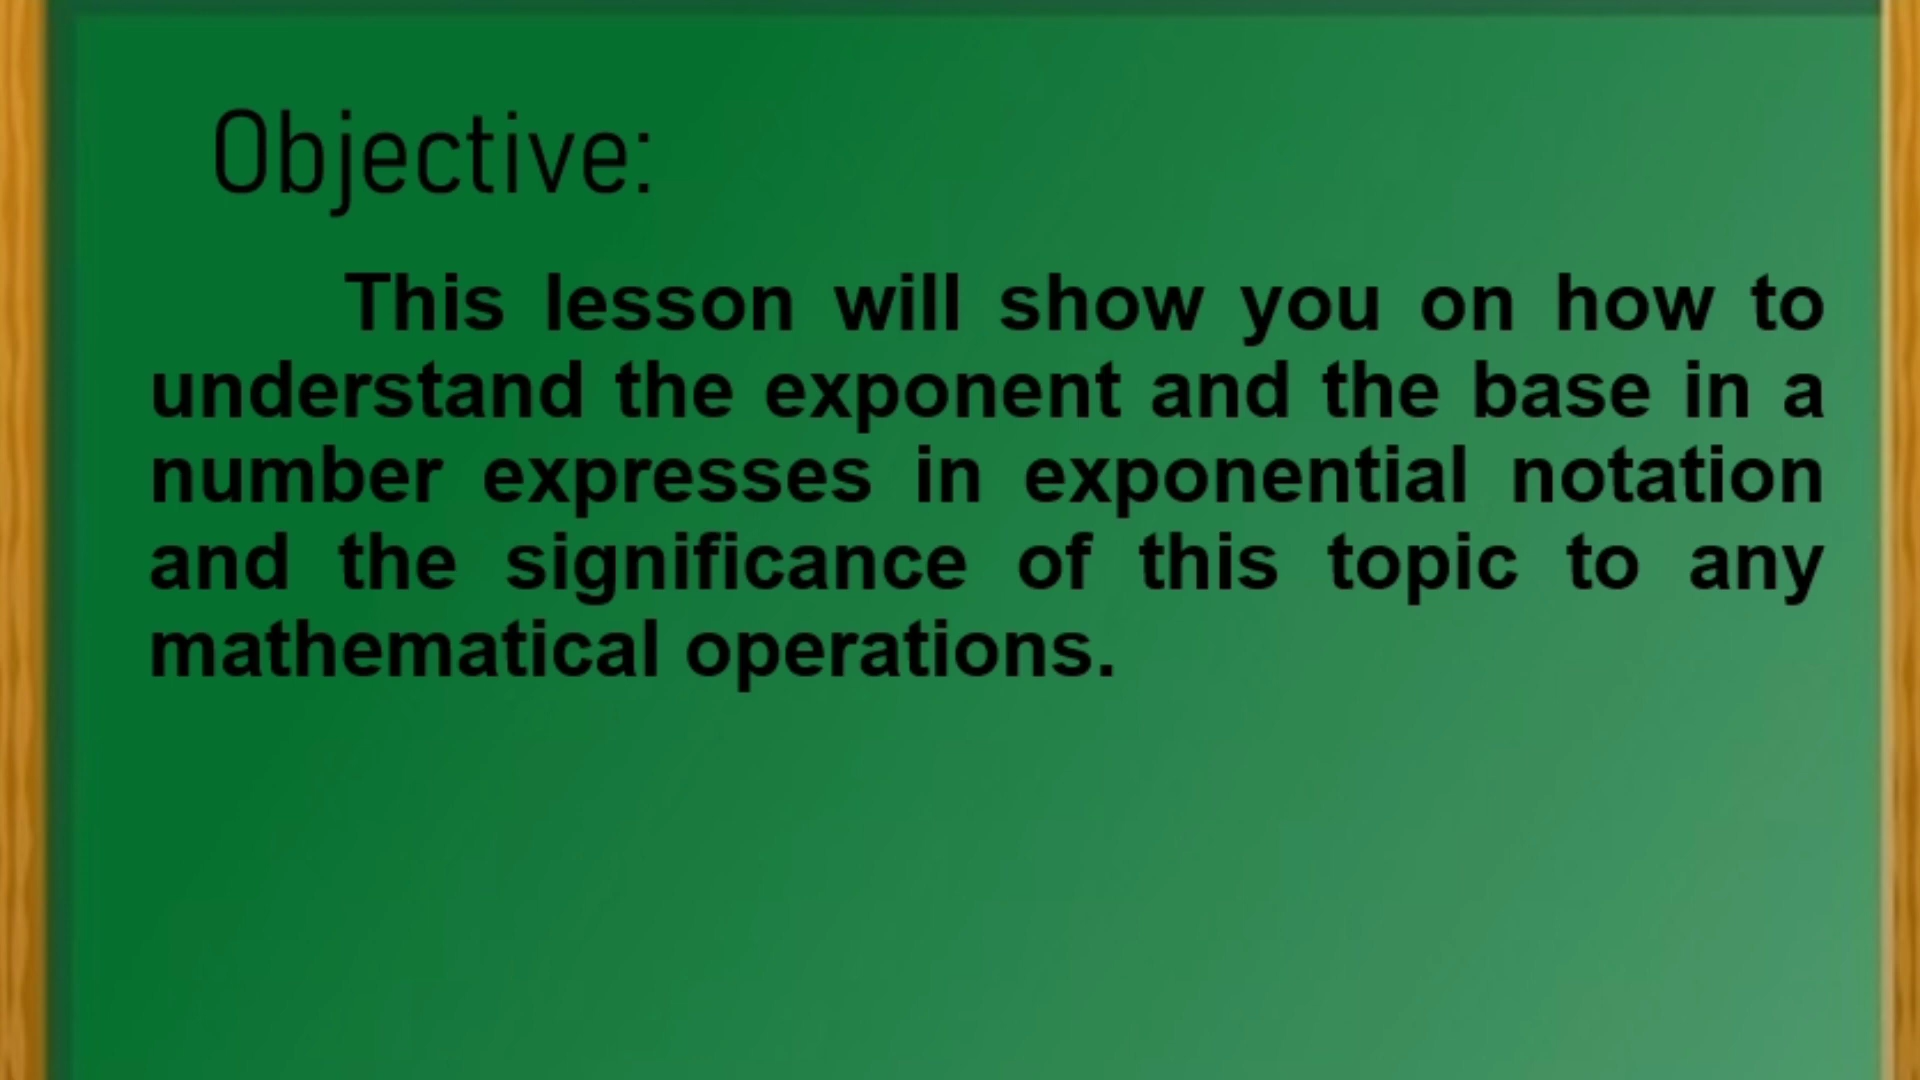 Objective:
This lesson will show you on how to
understand the exponent and the base in a
number expresses in exponential notation
and the significance of this topic to any
mathematical operations.